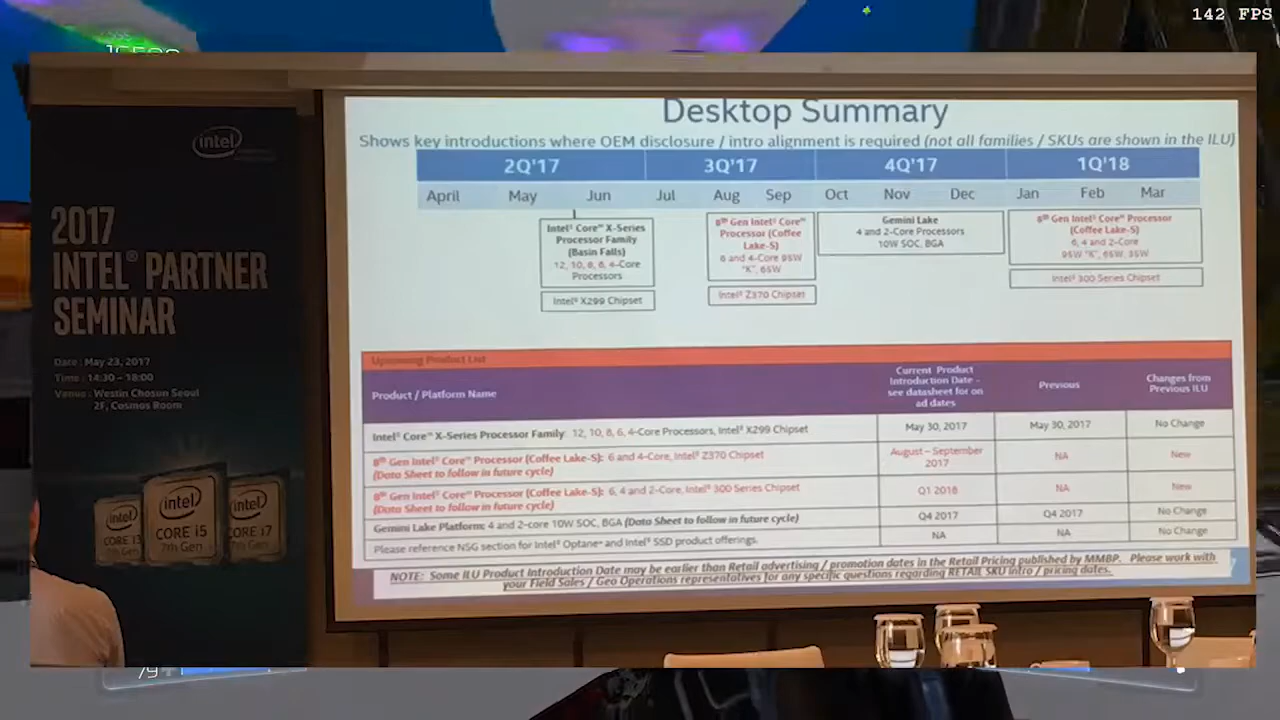 142 FPS
intel
2017
INTEL® PARTNER
SEMINAR
Date : May 23, 2017
Time : 14:30 – 18:00
Venue : Westin Chosun Seoul
2F, Cosmos Room
intel
CORE i3
7th Gen
intel
CORE i5
7th Gen
intel
CORE i7
7th Gen
Desktop Summary
Shows key introductions where OEM disclosure / intro alignment is required (not all families / SKUs are shown in the ILU)
2Q'17 3Q'17 4Q'17 1Q'18
April May Jun Jul Aug Sep Oct Nov Dec Jan Feb Mar
Intel® Core™ X-Series
Processor Family
(Basin Falls)
12, 10, 8, 6, 4-Core
Processors
Intel® X299 Chipset
8th Gen Intel® Core™
Processor (Coffee
Lake-S)
6 and 4-Core 95W
"K", 65W
Intel® Z370 Chipset
Gemini Lake
4 and 2-Core Processors
10W SOC, BGA
8th Gen Intel® Core™ Processor
(Coffee Lake-S)
6, 4 and 2-Core
95W "K", 65W, 35W
Intel® 300 Series Chipset
Upcoming Product List
Product / Platform Name
Current Product
Introduction Date -
see datasheet for on
ad dates
Previous
Changes from
Previous ILU
Intel® Core™ X-Series Processor Family: 12, 10, 8, 6, 4-Core Processors, Intel® X299 Chipset May 30, 2017 May 30, 2017 No Change
8th Gen Intel® Core™ Processor (Coffee Lake-S): 6 and 4-Core, Intel® Z370 Chipset
(Data Sheet to follow in future cycle)
August – September
2017
NA New
8th Gen Intel® Core™ Processor (Coffee Lake-S): 6, 4 and 2-Core, Intel® 300 Series Chipset
(Data Sheet to follow in future cycle)
Q1 2018 NA New
Gemini Lake Platform: 4 and 2-core 10W SOC, BGA (Data Sheet to follow in future cycle) Q4 2017 Q4 2017 No Change
Please reference NSG section for Intel® Optane™ and Intel® SSD product offerings. NA NA No Change
NOTE: Some ILU Product Introduction Date may be earlier than Retail advertising / promotion dates in the Retail Pricing published by MMBP. Please work with
your Field Sales / Geo Operations representatives for any specific questions regarding RETAIL SKU intro / pricing dates.
79